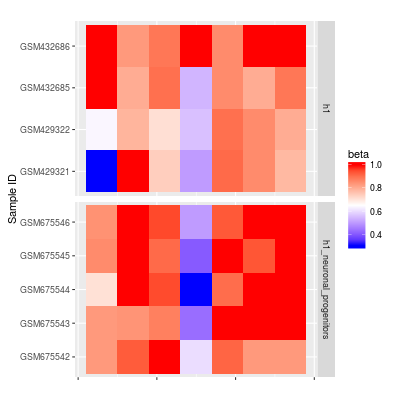 GSM432686
GSM432685
GSM429322
GSM429321
h1
GSM675546
GSM675545
GSM675544
GSM675543
GSM675542
h1_neuronal_progenitors
Sample ID
beta
1.0
0.8
0.6
0.4